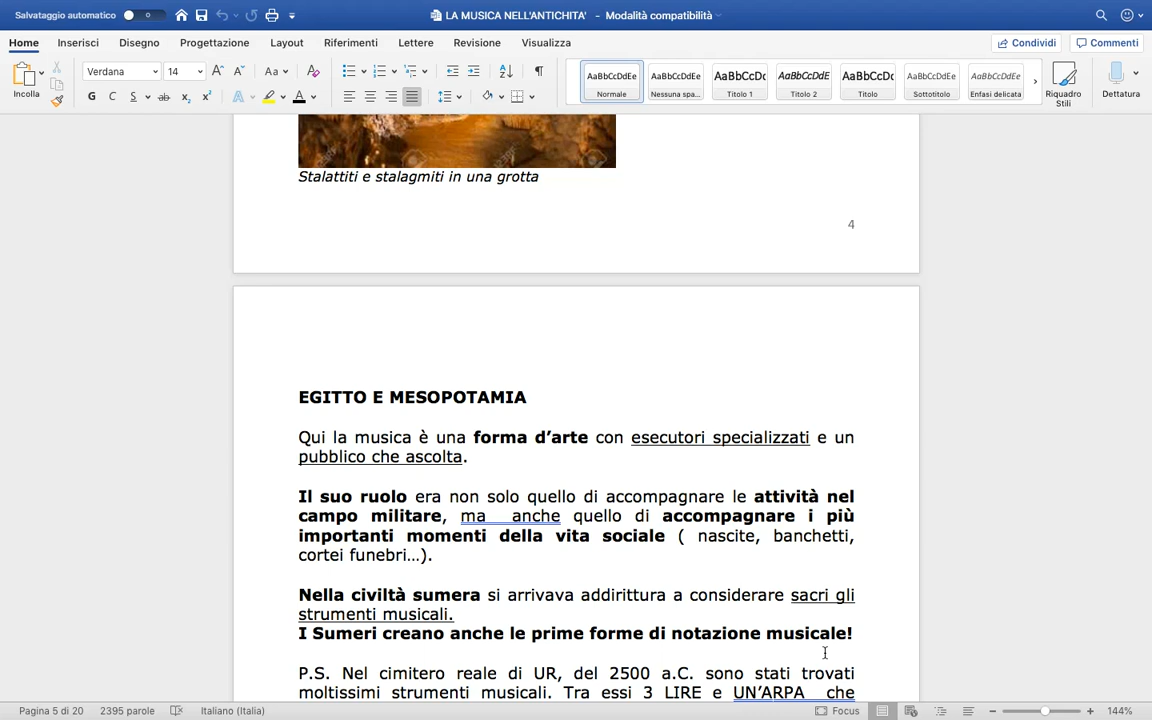 Salvataggio automatico
LA MUSICA NELL'ANTICHITA' - Modalità compatibilità
Home Inserisci Disegno Progettazione Layout Riferimenti Lettere Revisione Visualizza Condividi Commenti
Verdana 14 Aa
AaBbCcDdEe AaBbCcDdEe AaBbCcDc AaBbCcDdE AaBbCcDc AaBbCcDdEe AaBbCcDdEe
Incolla G C S ab x₂ x² A A Normale Nessuna spa... Titolo 1 Titolo 2 Titolo Sottotitolo Enfasi delicata Riquadro Stili Dettatura
Stalattiti e stalagmiti in una grotta
4
EGITTO E MESOPOTAMIA
Qui la musica è una forma d'arte con esecutori specializzati e un
pubblico che ascolta.
Il suo ruolo era non solo quello di accompagnare le attività nel
campo militare, ma anche quello di accompagnare i più
importanti momenti della vita sociale ( nascite, banchetti,
cortei funebri...).
Nella civiltà sumera si arrivava addirittura a considerare sacri gli
strumenti musicali.
I Sumeri creano anche le prime forme di notazione musicale!
P.S. Nel cimitero reale di UR, del 2500 a.C. sono stati trovati
moltissimi strumenti musicali. Tra essi 3 LIRE e UN'ARPA che
Pagina 5 di 20 2395 parole Italiano (Italia) Focus 144%